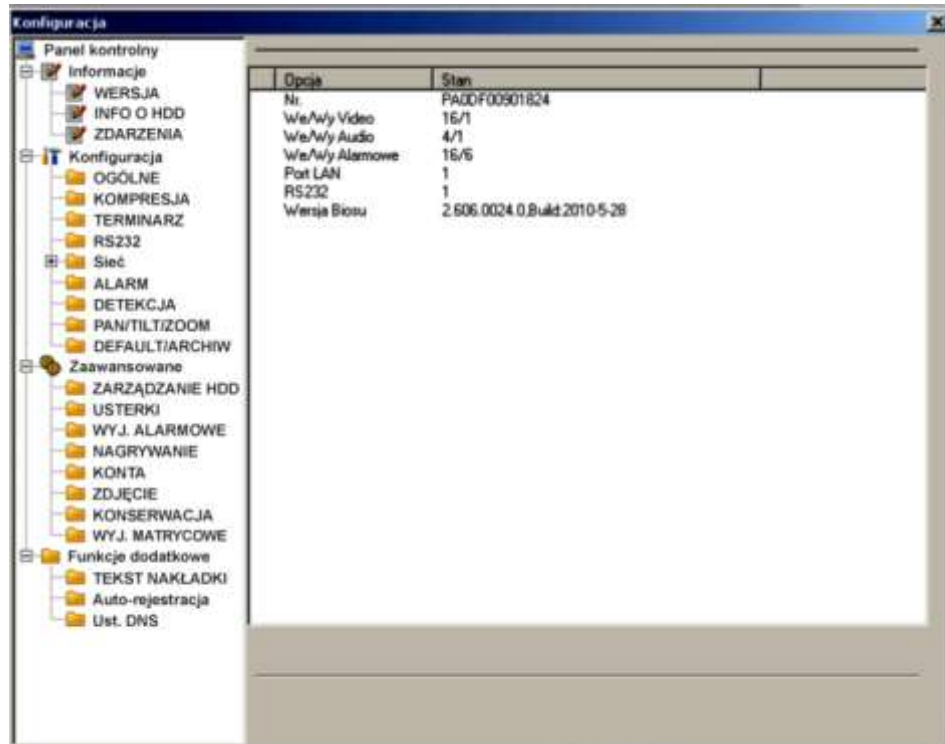 Konfiguracja
Panel kontrolny
Informacje
WERSJA
INFO O HDD
ZDARZENIA
Konfiguracja
OGÓLNE
KOMPRESJA
TERMINARZ
RS232
Sieć
ALARM
DETEKCJA
PAN/TILT/ZOOM
DEFAULT/ARCHIW
Zaawansowane
ZARZĄDZANIE HDD
USTERKI
WYJ. ALARMOWE
NAGRYWANIE
KONTA
ZDJĘCIE
KONSERWACJA
WYJ. MATRYCOWE
Funkcje dodatkowe
TEKST NAKŁADKI
Auto-rejestracja
Ust. DNS
Opcja Stan
Nr. PA0DF00901824
We/Wy Video 16/1
We/Wy Audio 4/1
We/Wy Alarmowe 16/6
Port LAN 1
RS232 1
Wersja Biosu 2.606.0024.0,Build:2010-5-28